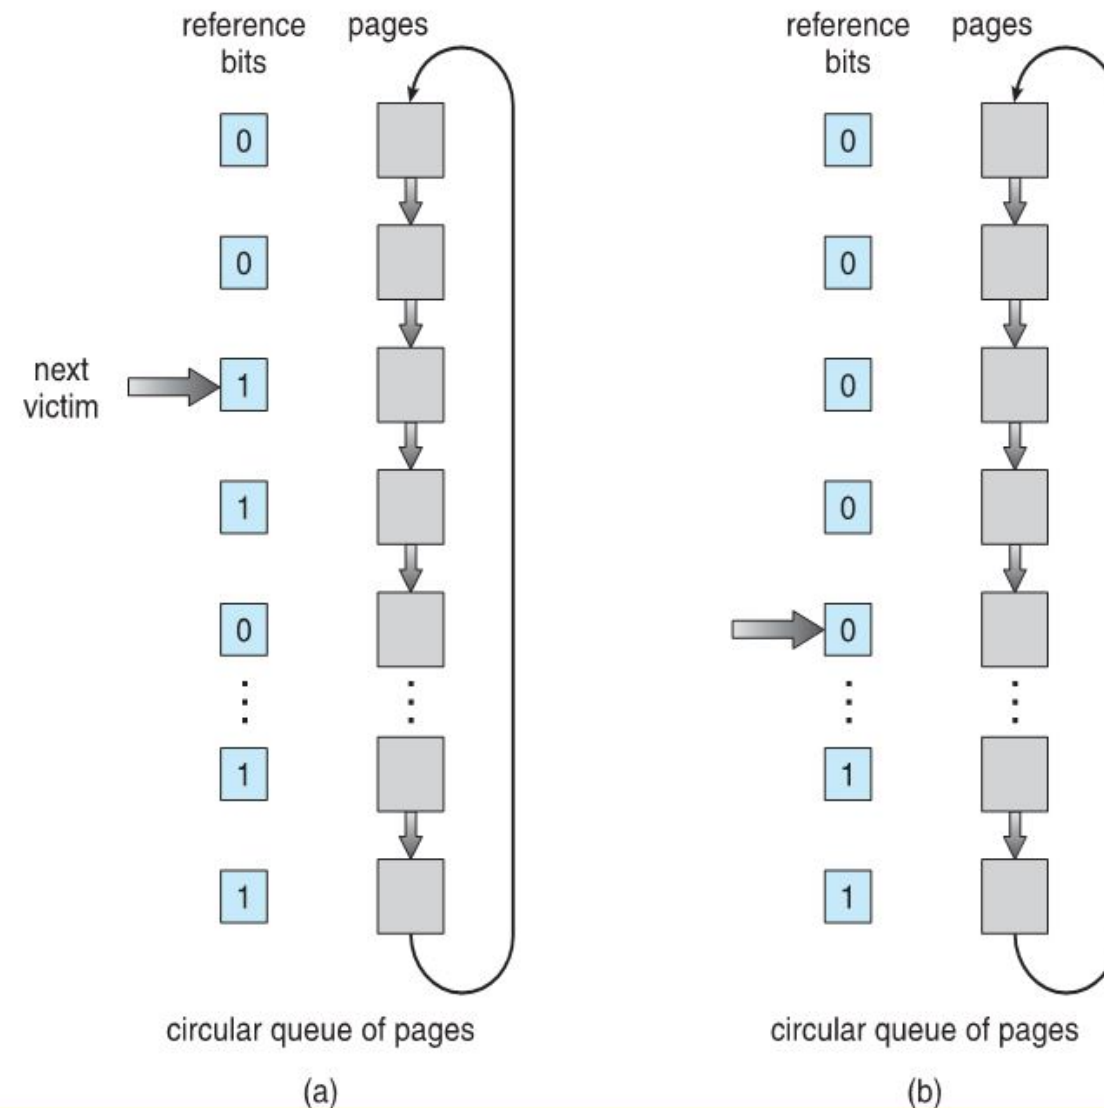 reference bits
pages
0
0
next victim
1
1
0
1
1
circular queue of pages
(a)
reference bits
pages
0
0
0
0
0
1
1
circular queue of pages
(b)